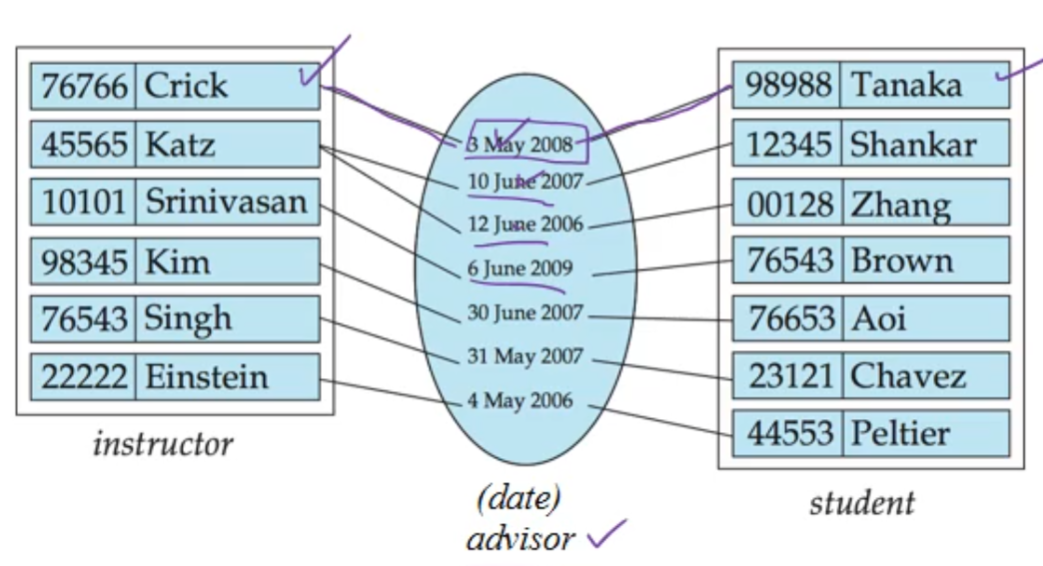 76766 Crick
45565 Katz
10101 Srinivasan
98345 Kim
76543 Singh
22222 Einstein
instructor
3 May 2008
10 June 2007
12 June 2006
6 June 2009
30 June 2007
31 May 2007
4 May 2006
(date)
advisor
98988 Tanaka
12345 Shankar
00128 Zhang
76543 Brown
76653 Aoi
23121 Chavez
44553 Peltier
student